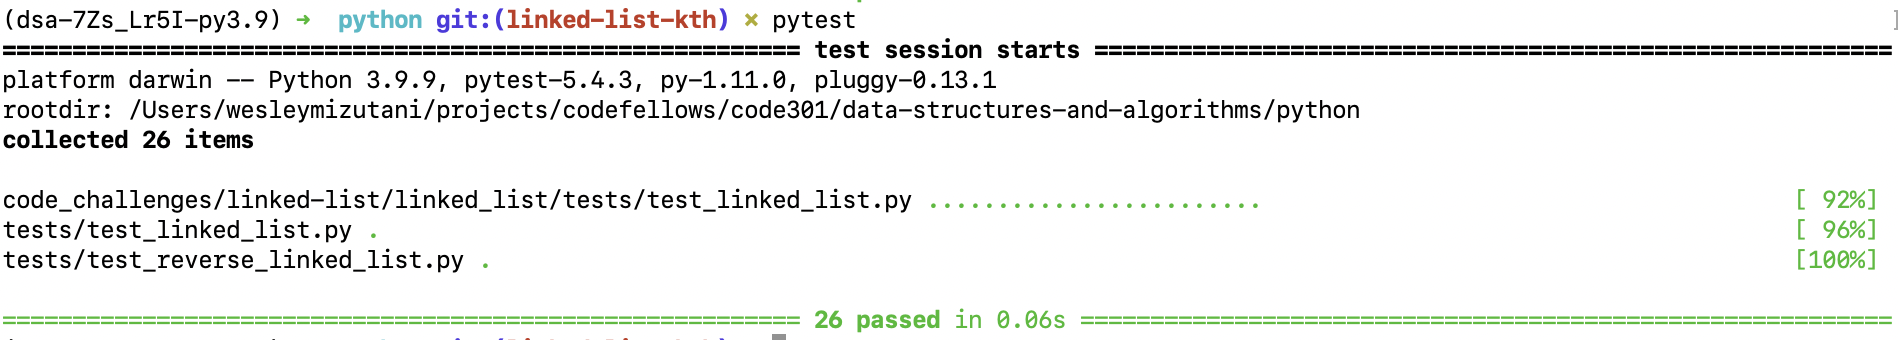 (dsa-7Zs_Lr5I-py3.9) → python git:(linked-list-kth) × pytest ]
========================================================= test session starts =========================================================
platform darwin -- Python 3.9.9, pytest-5.4.3, py-1.11.0, pluggy-0.13.1
rootdir: /Users/wesleymizutani/projects/codefellows/code301/data-structures-and-algorithms/python
collected 26 items
code_challenges/linked-list/linked_list/tests/test_linked_list.py ........................ [ 92%]
tests/test_linked_list.py . [ 96%]
tests/test_reverse_linked_list.py . [100%]
========================================================= 26 passed in 0.06s ==========================================================